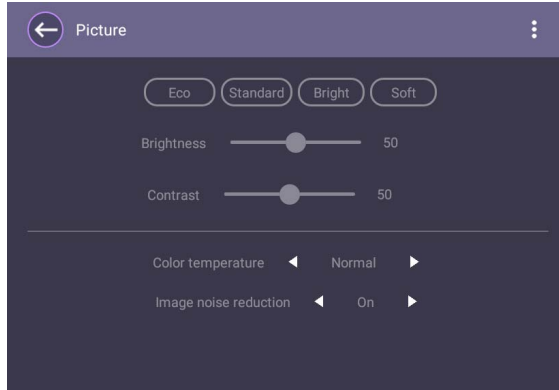 Picture
Eco Standard Bright Soft
Brightness 50
Contrast 50
Color temperature Normal
Image noise reduction On